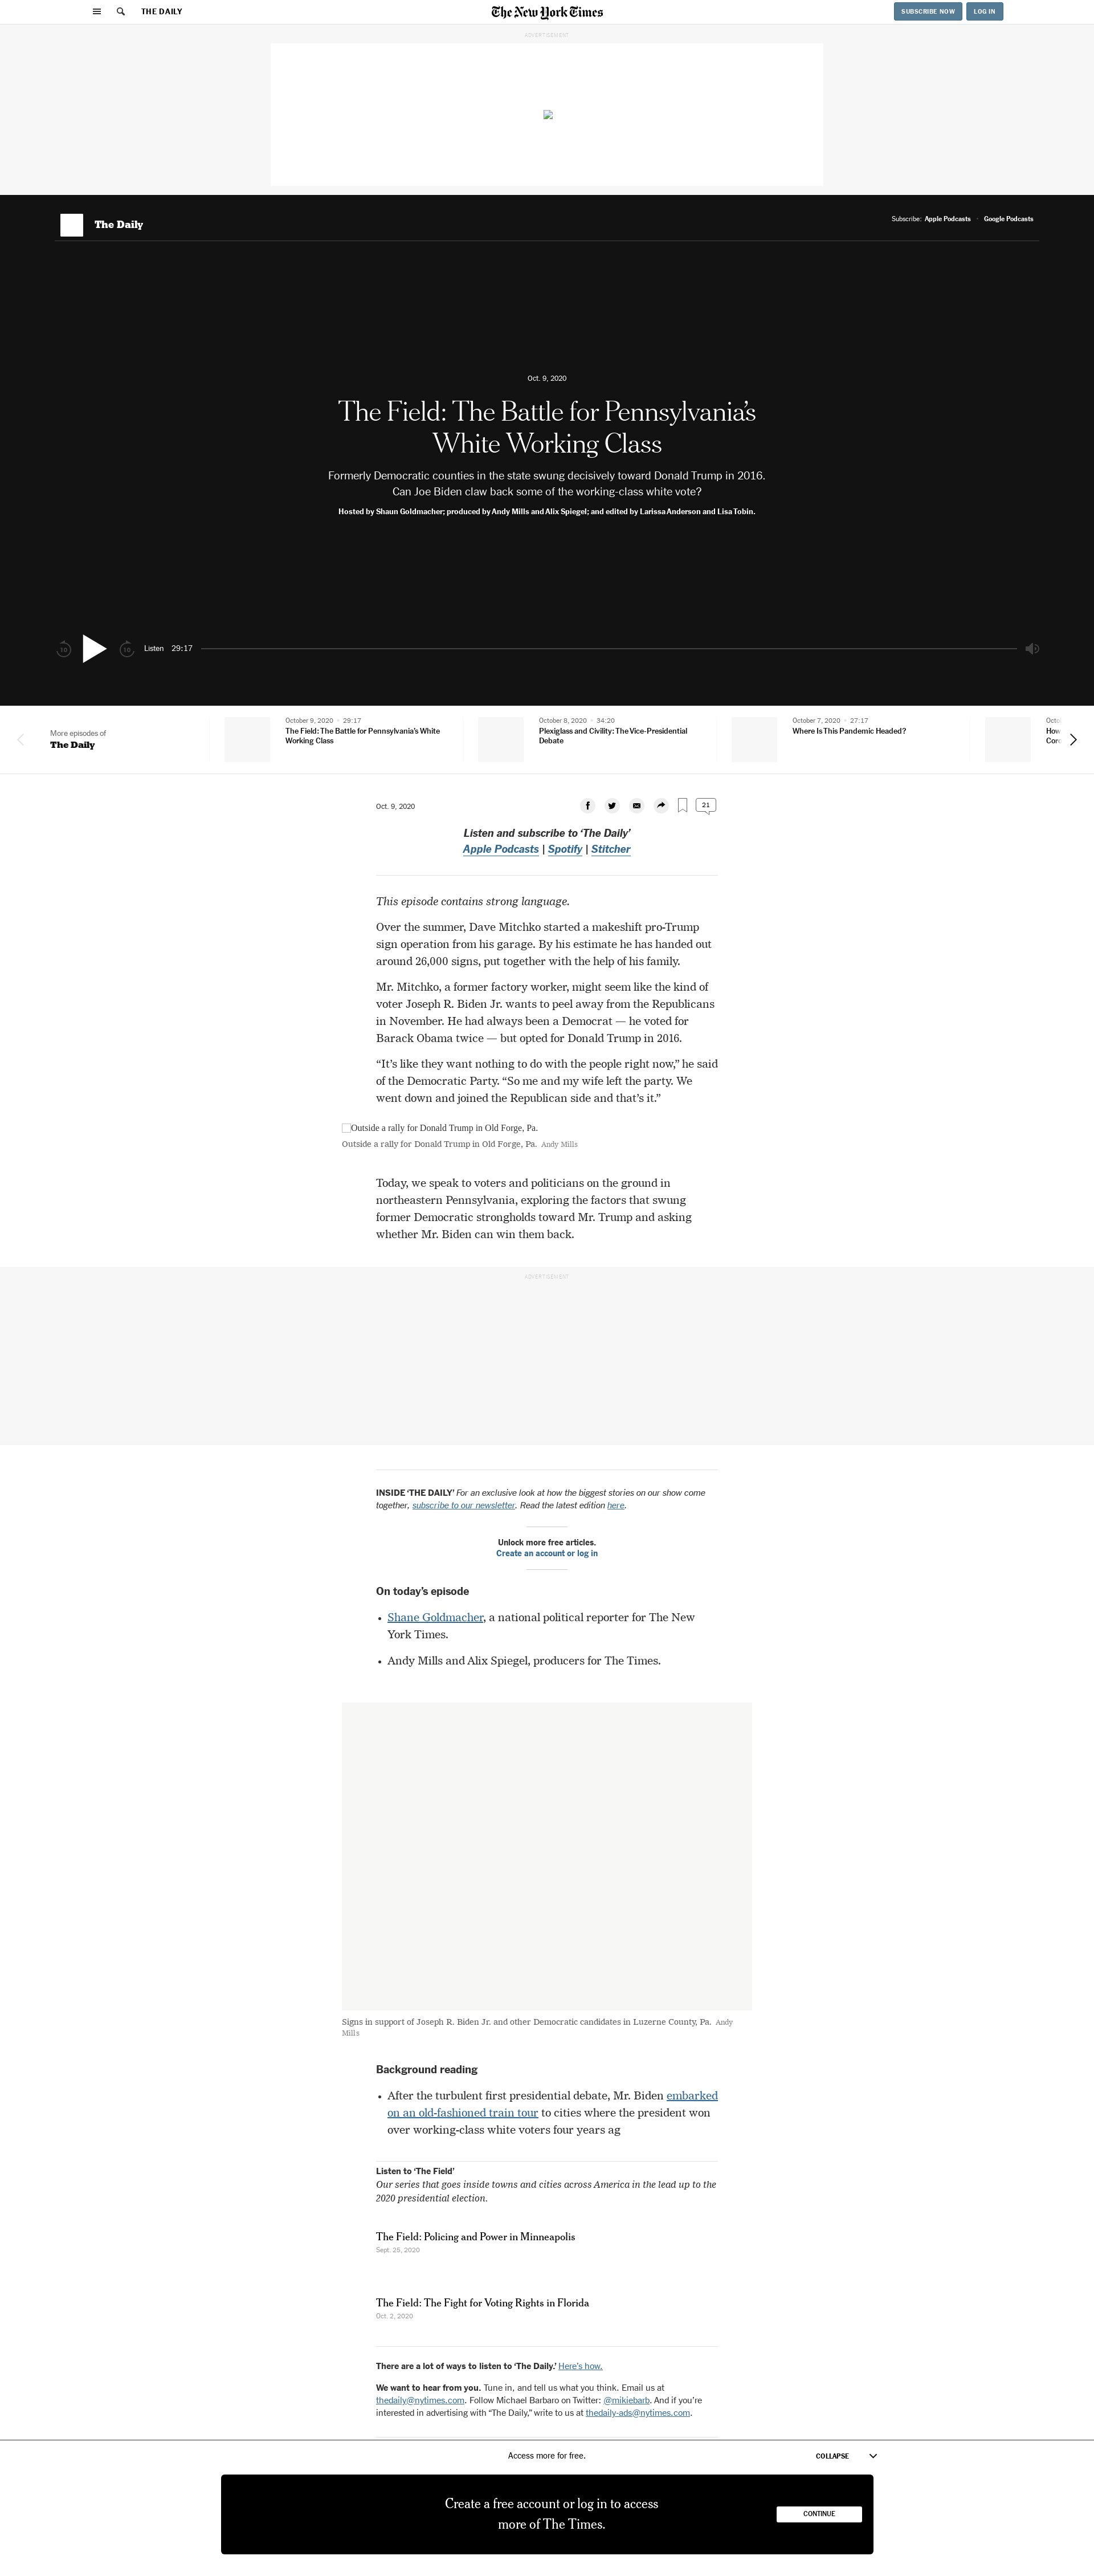 THE DAILY
The New York Times
SUBSCRIBE NOW
LOG IN
ADVERTISEMENT
The Daily
Subscribe: Apple Podcasts Google Podcasts
Oct. 9, 2020
The Field: The Battle for Pennsylvania’s
White Working Class
Formerly Democratic counties in the state swung decisively toward Donald Trump in 2016.
Can Joe Biden claw back some of the working-class white vote?
Hosted by Shaun Goldmacher; produced by Andy Mills and Alix Spiegel; and edited by Larissa Anderson and Lisa Tobin.
10
10
Listen 29:17
More episodes of
The Daily
October 9, 2020 • 29:17
The Field: The Battle for Pennsylvania’s White
Working Class
October 8, 2020 • 34:20
Plexiglass and Civility: The Vice-Presidential
Debate
October 7, 2020 • 27:17
Where Is This Pandemic Headed?
Octo
How
Coro
Oct. 9, 2020
21
Listen and subscribe to ‘The Daily’
Apple Podcasts | Spotify | Stitcher
This episode contains strong language.
Over the summer, Dave Mitchko started a makeshift pro-Trump
sign operation from his garage. By his estimate he has handed out
around 26,000 signs, put together with the help of his family.
Mr. Mitchko, a former factory worker, might seem like the kind of
voter Joseph R. Biden Jr. wants to peel away from the Republicans
in November. He had always been a Democrat — he voted for
Barack Obama twice — but opted for Donald Trump in 2016.
“It’s like they want nothing to do with the people right now,” he said
of the Democratic Party. “So me and my wife left the party. We
went down and joined the Republican side and that’s it.”
Outside a rally for Donald Trump in Old Forge, Pa.
Outside a rally for Donald Trump in Old Forge, Pa. Andy Mills
Today, we speak to voters and politicians on the ground in
northeastern Pennsylvania, exploring the factors that swung
former Democratic strongholds toward Mr. Trump and asking
whether Mr. Biden can win them back.
ADVERTISEMENT
INSIDE ‘THE DAILY’ For an exclusive look at how the biggest stories on our show come
together, subscribe to our newsletter. Read the latest edition here.
Unlock more free articles.
Create an account or log in
On today’s episode
• Shane Goldmacher, a national political reporter for The New
York Times.
• Andy Mills and Alix Spiegel, producers for The Times.
Signs in support of Joseph R. Biden Jr. and other Democratic candidates in Luzerne County, Pa. Andy
Mills
Background reading
• After the turbulent first presidential debate, Mr. Biden embarked
on an old-fashioned train tour to cities where the president won
over working-class white voters four years ag
Listen to ‘The Field’
Our series that goes inside towns and cities across America in the lead up to the
2020 presidential election.
The Field: Policing and Power in Minneapolis
Sept. 25, 2020
The Field: The Fight for Voting Rights in Florida
Oct. 2, 2020
There are a lot of ways to listen to ‘The Daily.’ Here’s how.
We want to hear from you. Tune in, and tell us what you think. Email us at
thedaily@nytimes.com. Follow Michael Barbaro on Twitter: @mikiebarb. And if you’re
interested in advertising with “The Daily,” write to us at thedaily-ads@nytimes.com.
Access more for free.
COLLAPSE
Create a free account or log in to access
more of The Times.
CONTINUE